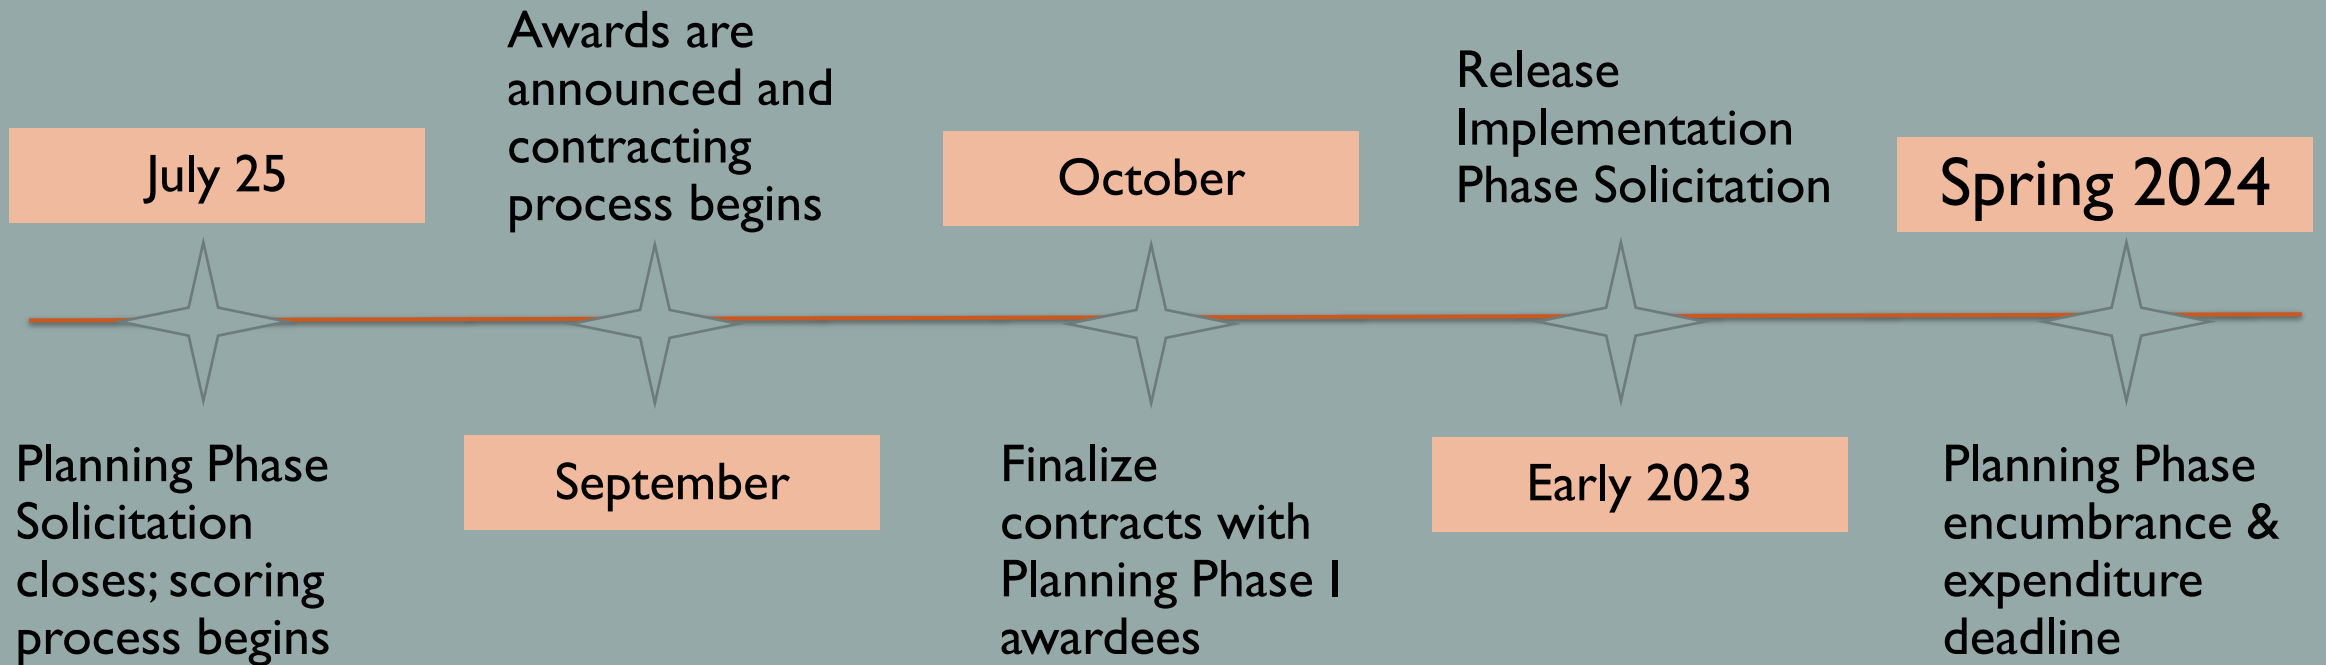 July 25
Planning Phase
Solicitation
closes; scoring
process begins
Awards are
announced and
contracting
process begins
September
October
Finalize
contracts with
Planning Phase I
awardees
Release
Implementation
Phase Solicitation
Early 2023
Spring 2024
Planning Phase
encumbrance &
expenditure
deadline